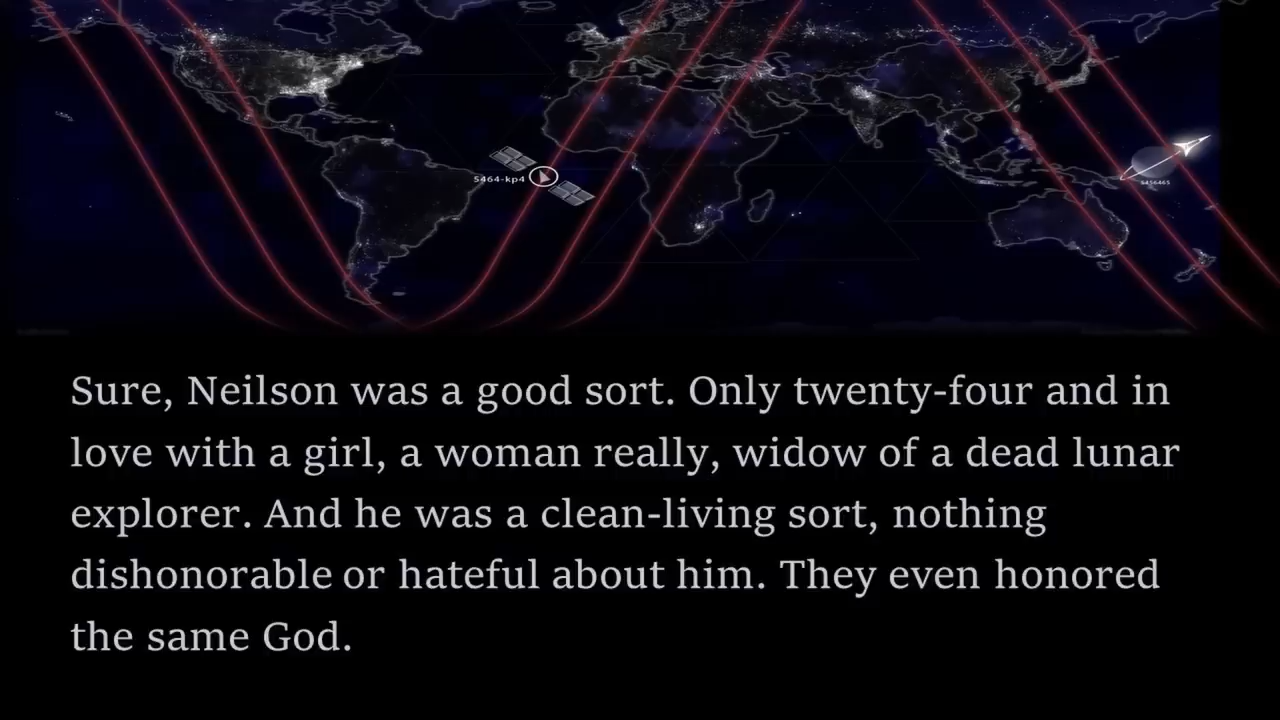 S464-kp4
SAS6465
Sure, Neilson was a good sort. Only twenty-four and in
love with a girl, a woman really, widow of a dead lunar
explorer. And he was a clean-living sort, nothing
dishonorable or hateful about him. They even honored
the same God.